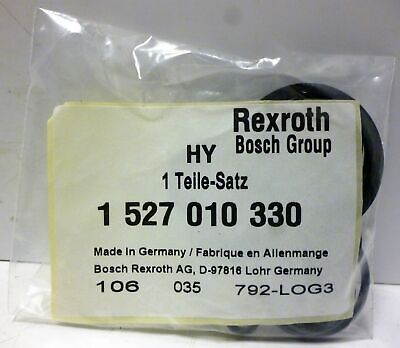 Rexroth
HY Bosch Group
1 Teile-Satz
1 527 010 330
Made in Germany / Fabrique en Allenmange
Bosch Rexroth AG, D-97816 Lohr Germany
106 035 792-LOG3